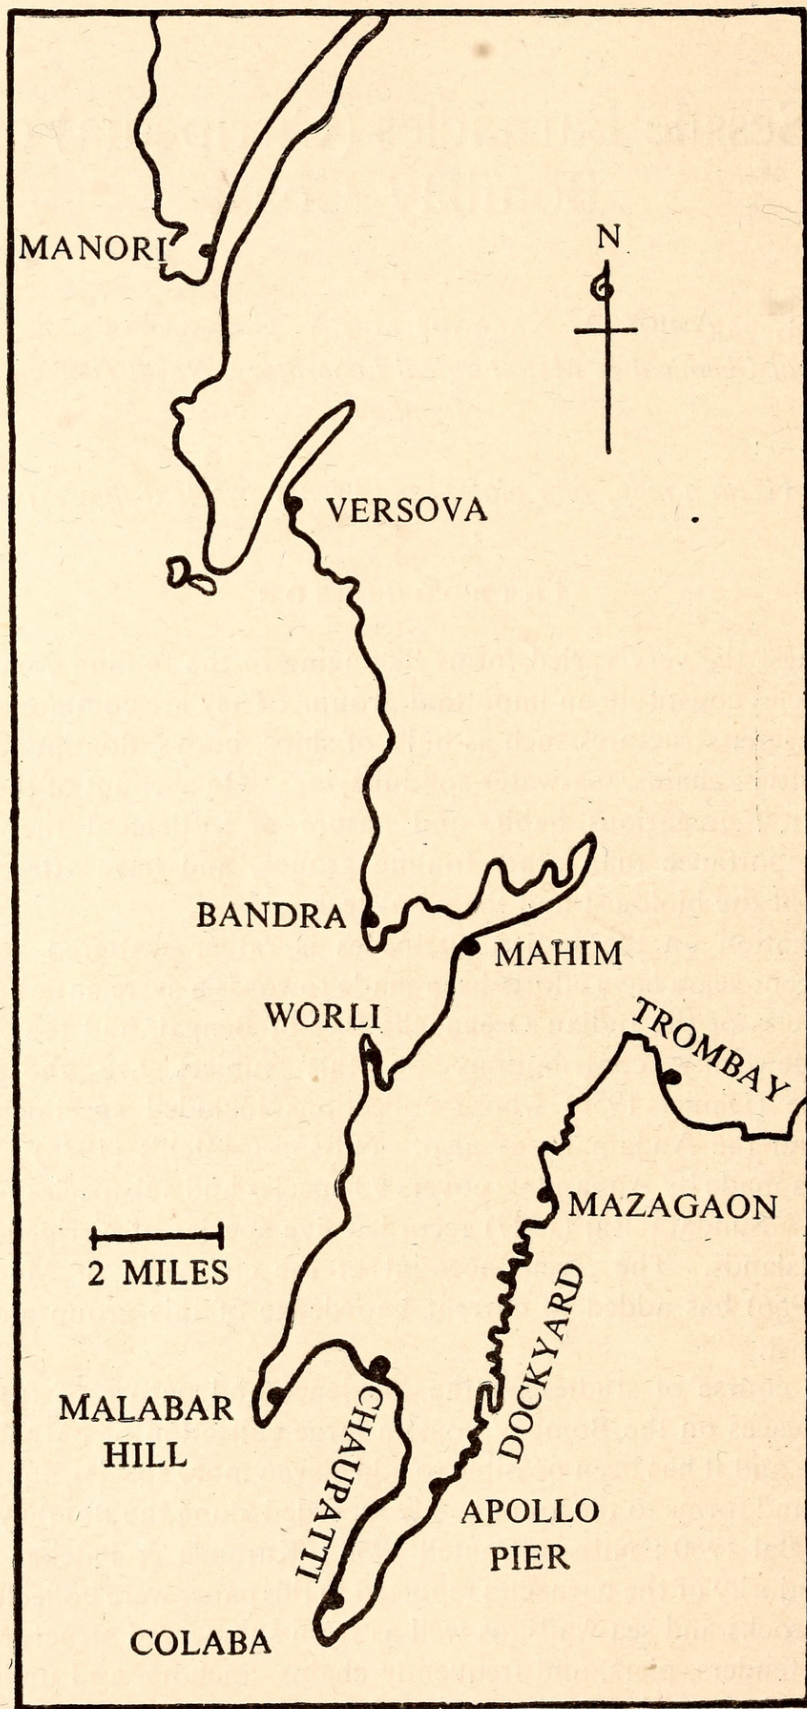 N
MANORI
VERSOVA
BANDRA
MAHIM
WORLI
TROMBAY
MAZAGAON
2 MILES
DOCKYARD
MALABAR
HILL
CHAUPATTI
APOLLO
PIER
COLABA